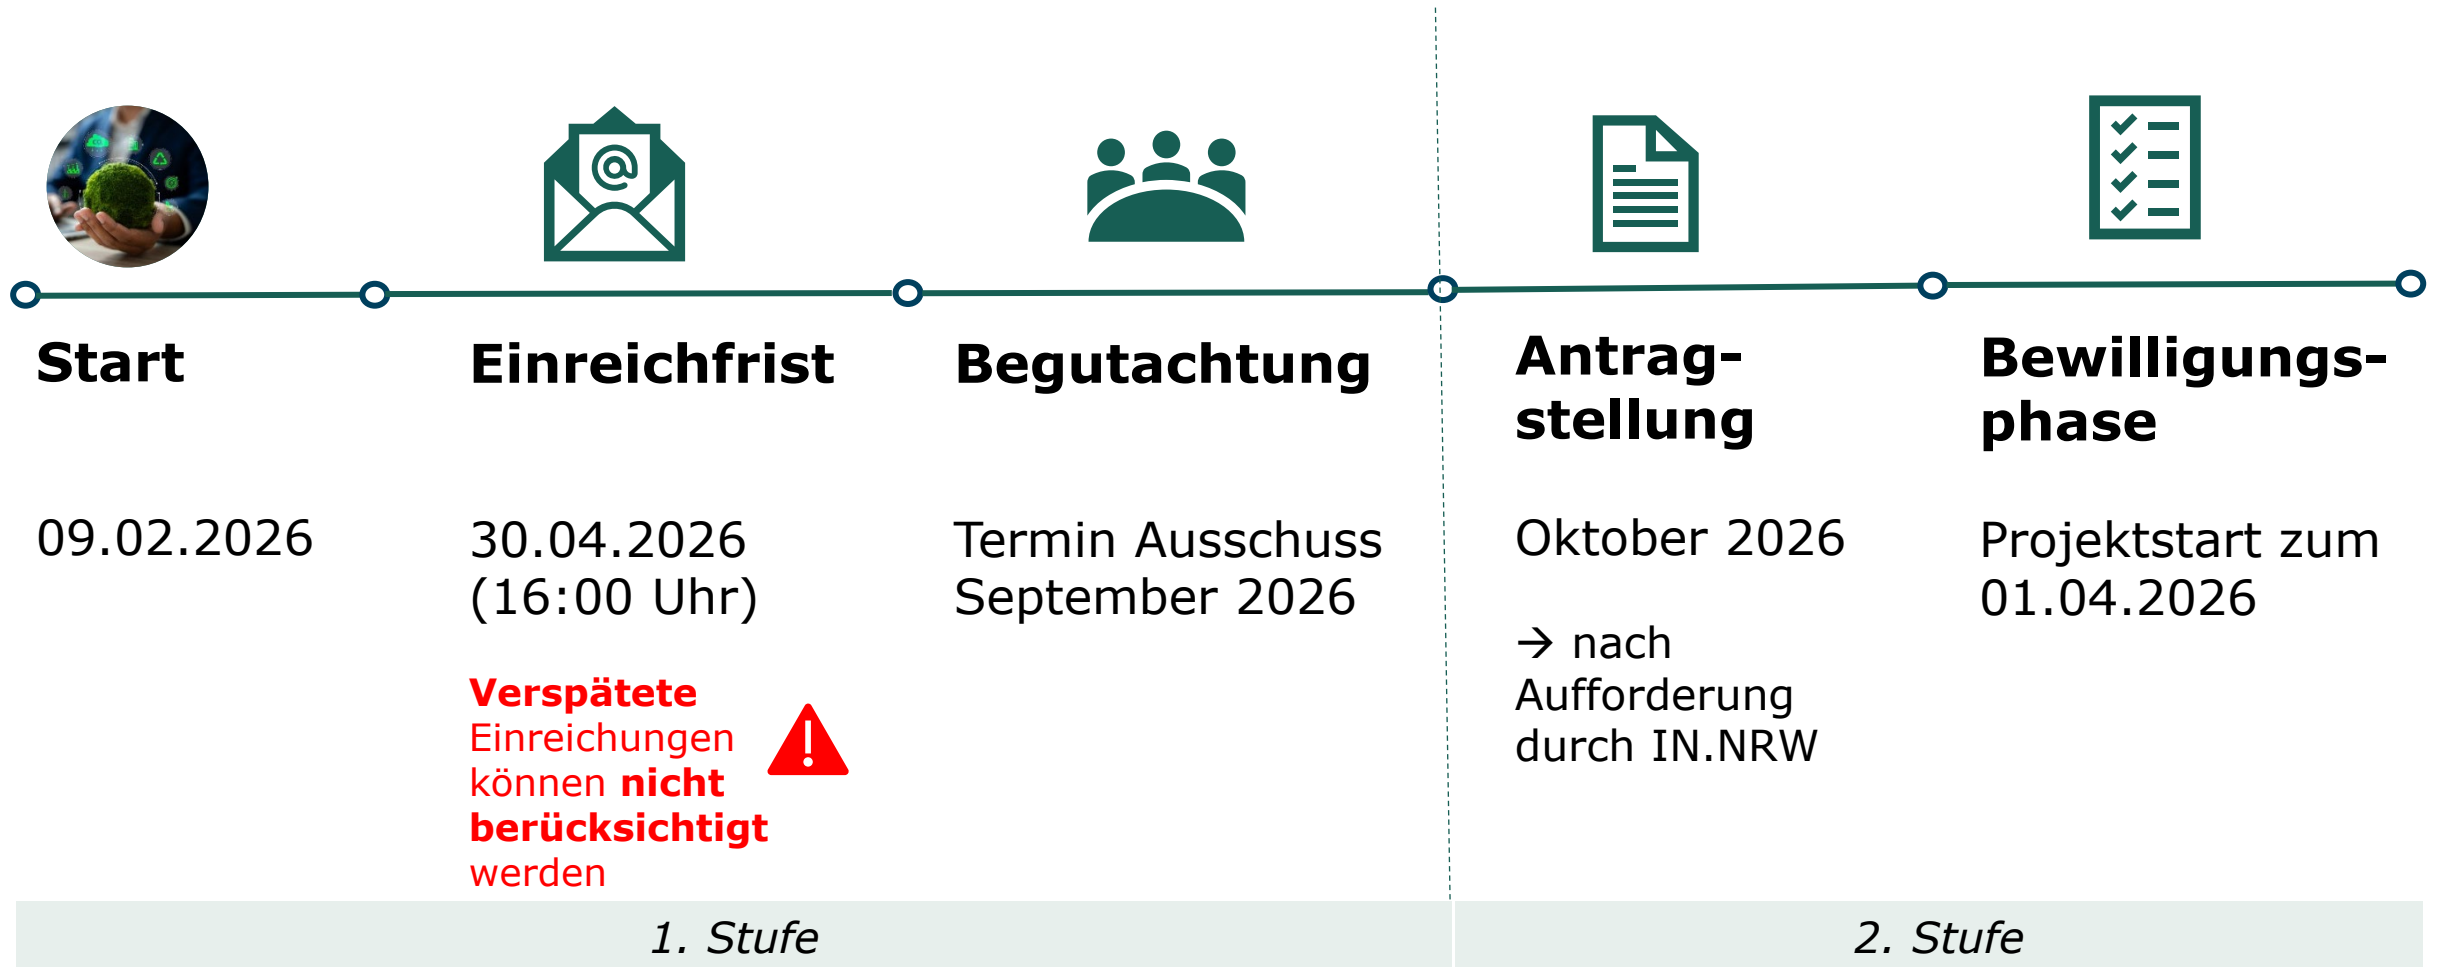 Start
09.02.2026
Einreichfrist
30.04.2026
(16:00 Uhr)
Verspätete
Einreichungen
können nicht
berücksichtigt
werden
Begutachtung
Termin Ausschuss
September 2026
Antrag-
stellung
Oktober 2026
→ nach
Aufforderung
durch IN.NRW
Bewilligungs-
phase
Projektstart zum
01.04.2026
1. Stufe
2. Stufe